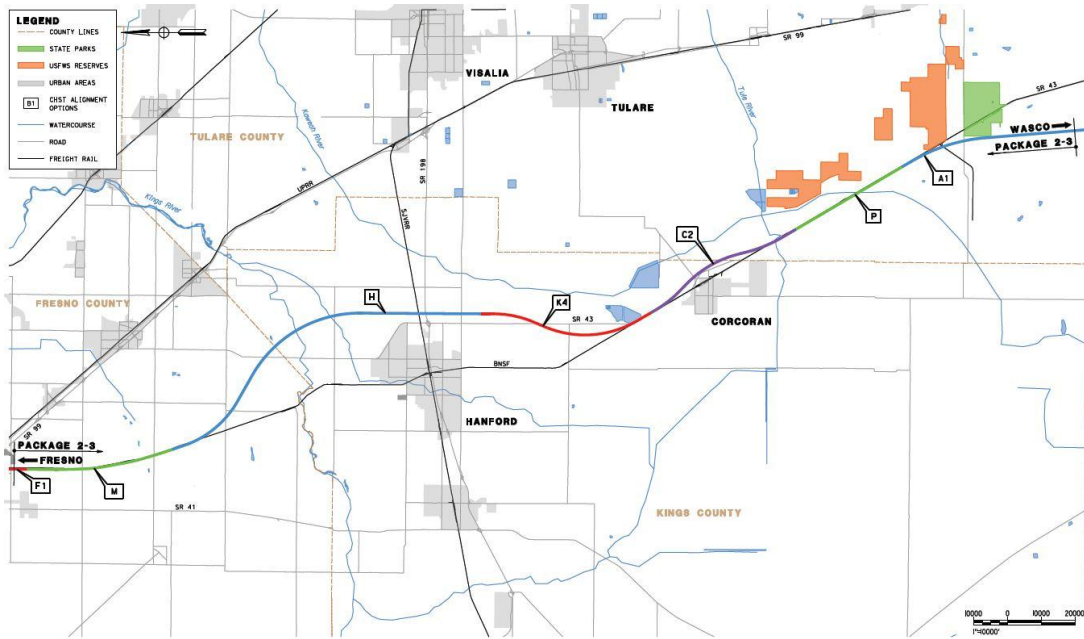 LEGEND
COUNTY LINES
STATE PARKS
USFWS RESERVES
URBAN AREAS
B1
CHST ALIGNMENT
OPTIONS
WATERCOURSE
ROAD
FREIGHT RAIL
VISALIA
TULARE
SR 99
SR 43
WASCO
PACKAGE 2-3
TULARE COUNTY
Kaweah River
Tule River
SR 198
UPRR
SJVRR
Kings River
A1
P
C2
FRESNO COUNTY
H
K4
SR 43
CORCORAN
BNSF
HANFORD
SR 99
PACKAGE 2-3
FRESNO
F1
M
SR 41
KINGS COUNTY
10000 0 10000 20000
1"=10000'